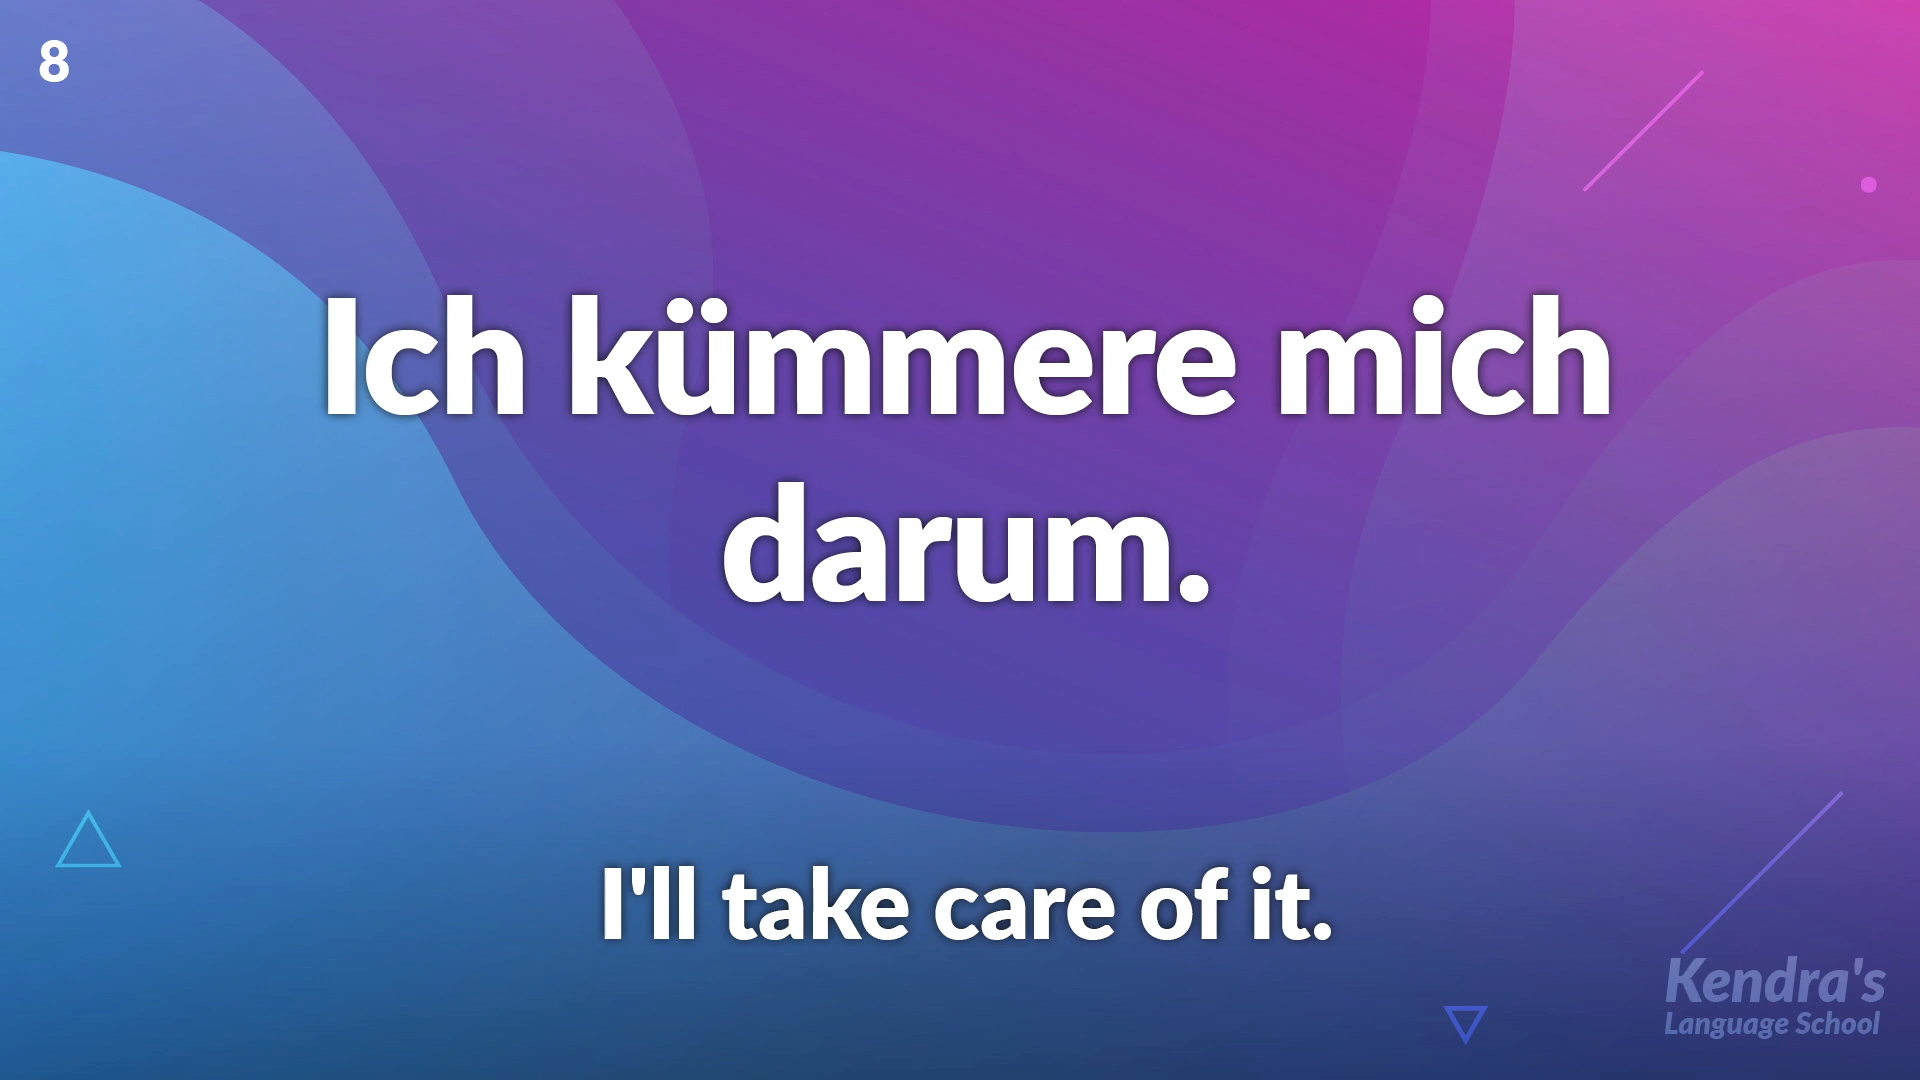 8
Ich kümmere mich
darum.
I'll take care of it.
Kendra's
Language School